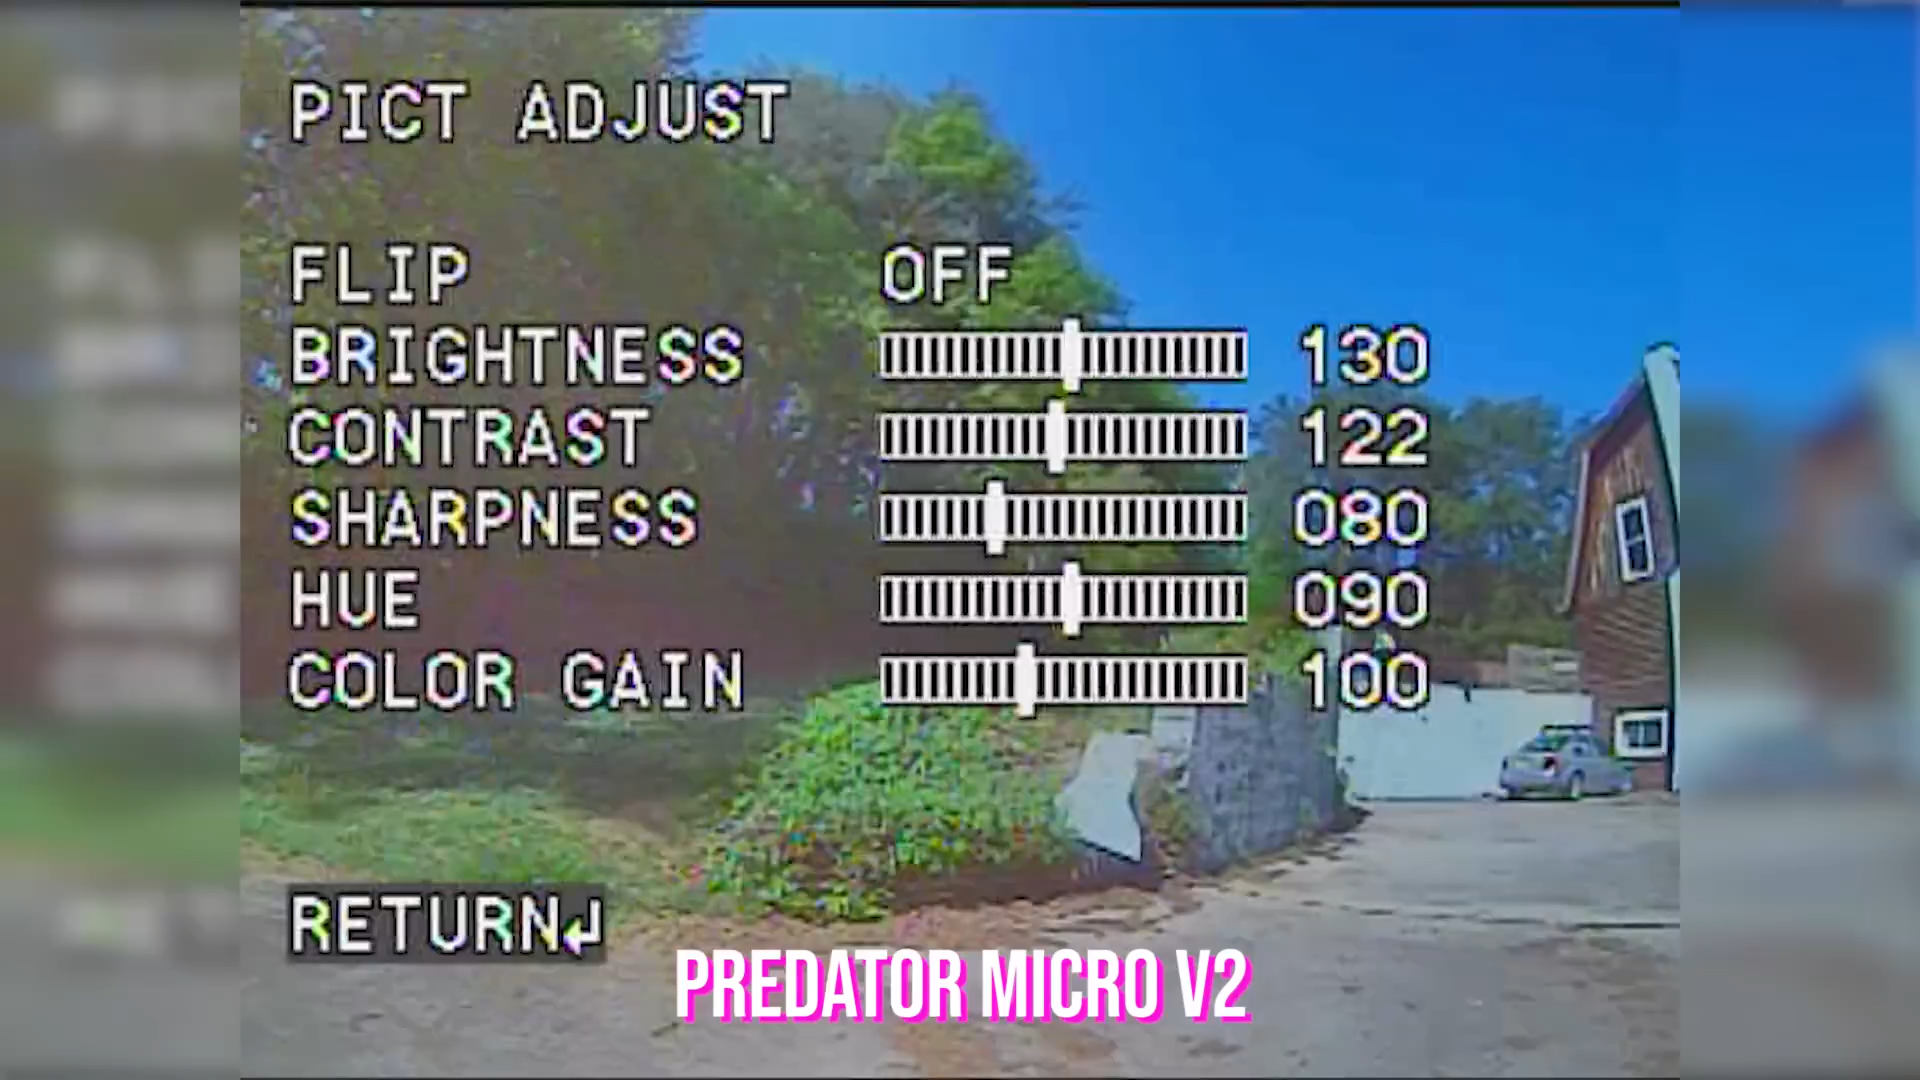 PICT ADJUST
FLIP OFF
BRIGHTNESS 130
CONTRAST 122
SHARPNESS 080
HUE 090
COLOR GAIN 100
RETURN↵
PREDATOR MICRO V2